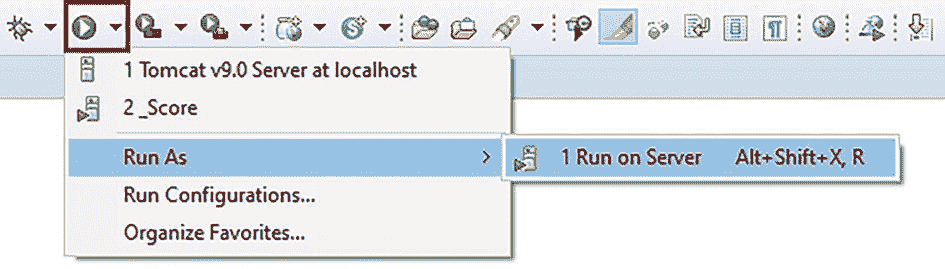 1 Tomcat v9.0 Server at localhost
2 _Score
Run As
1 Run on Server Alt+Shift+X, R
Run Configurations...
Organize Favorites...